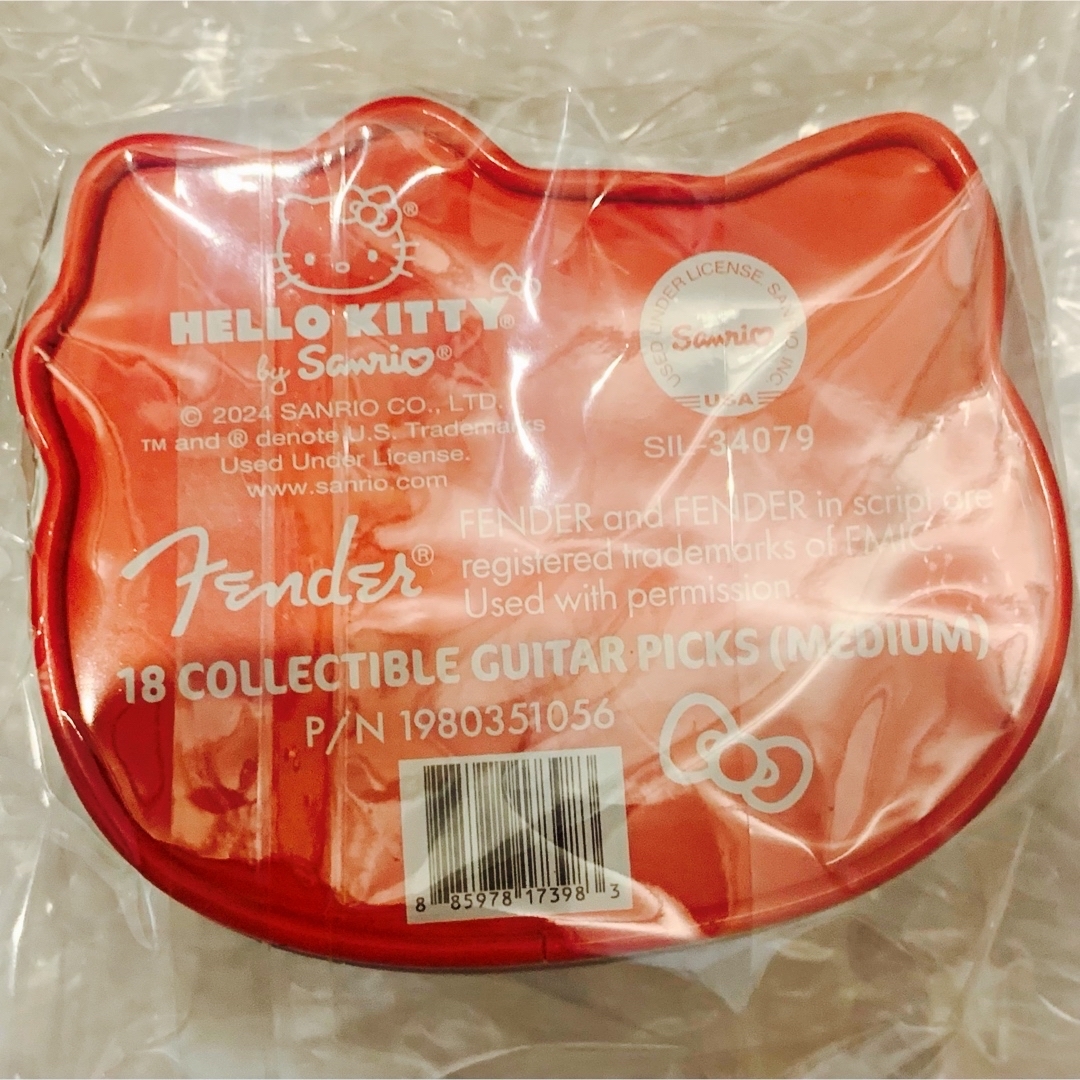 HELLO KITTY®
by Sanrio®
© 2024 SANRIO CO., LTD.
™ and ® denote U.S. Trademarks
Used Under License.
www.sanrio.com
USED UNDER LICENSE. SANRIO, INC.
Sanrio
USA
SIL-34079
Fender®
FENDER and FENDER in script are
registered trademarks of FMIC.
Used with permission.
18 COLLECTIBLE GUITAR PICKS (MEDIUM)
P/N 1980351056
8 85978 17398 3